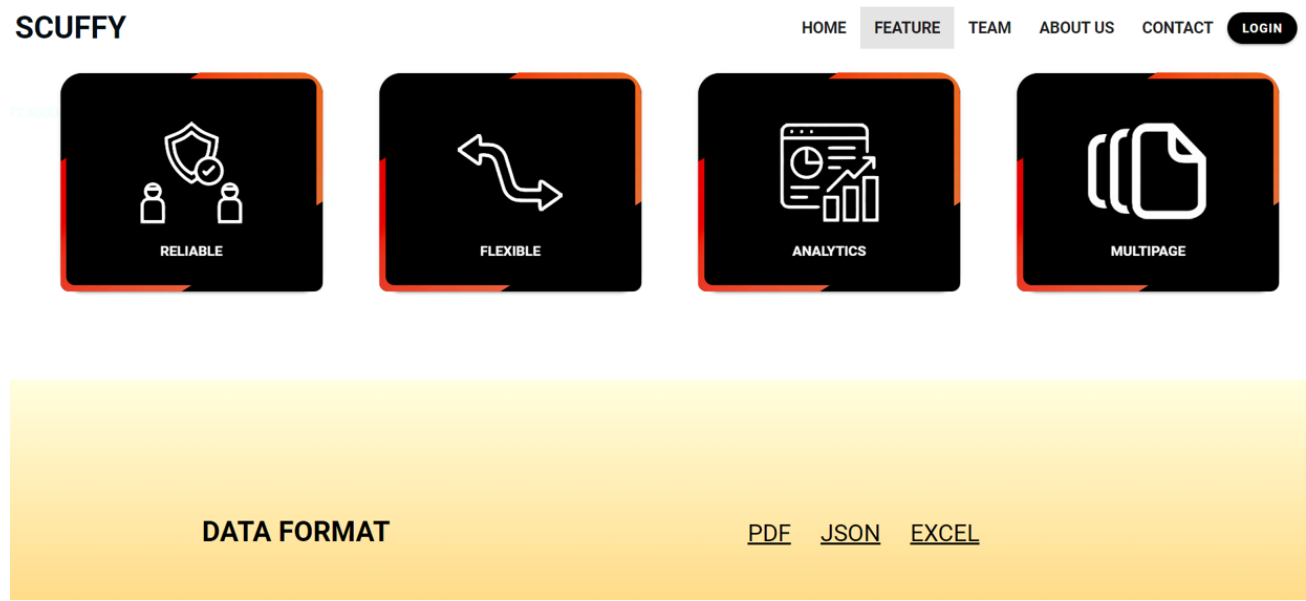 SCUFFY HOME FEATURE TEAM ABOUT US CONTACT LOGIN
RELIABLE FLEXIBLE ANALYTICS MULTIPAGE
DATA FORMAT PDF JSON EXCEL